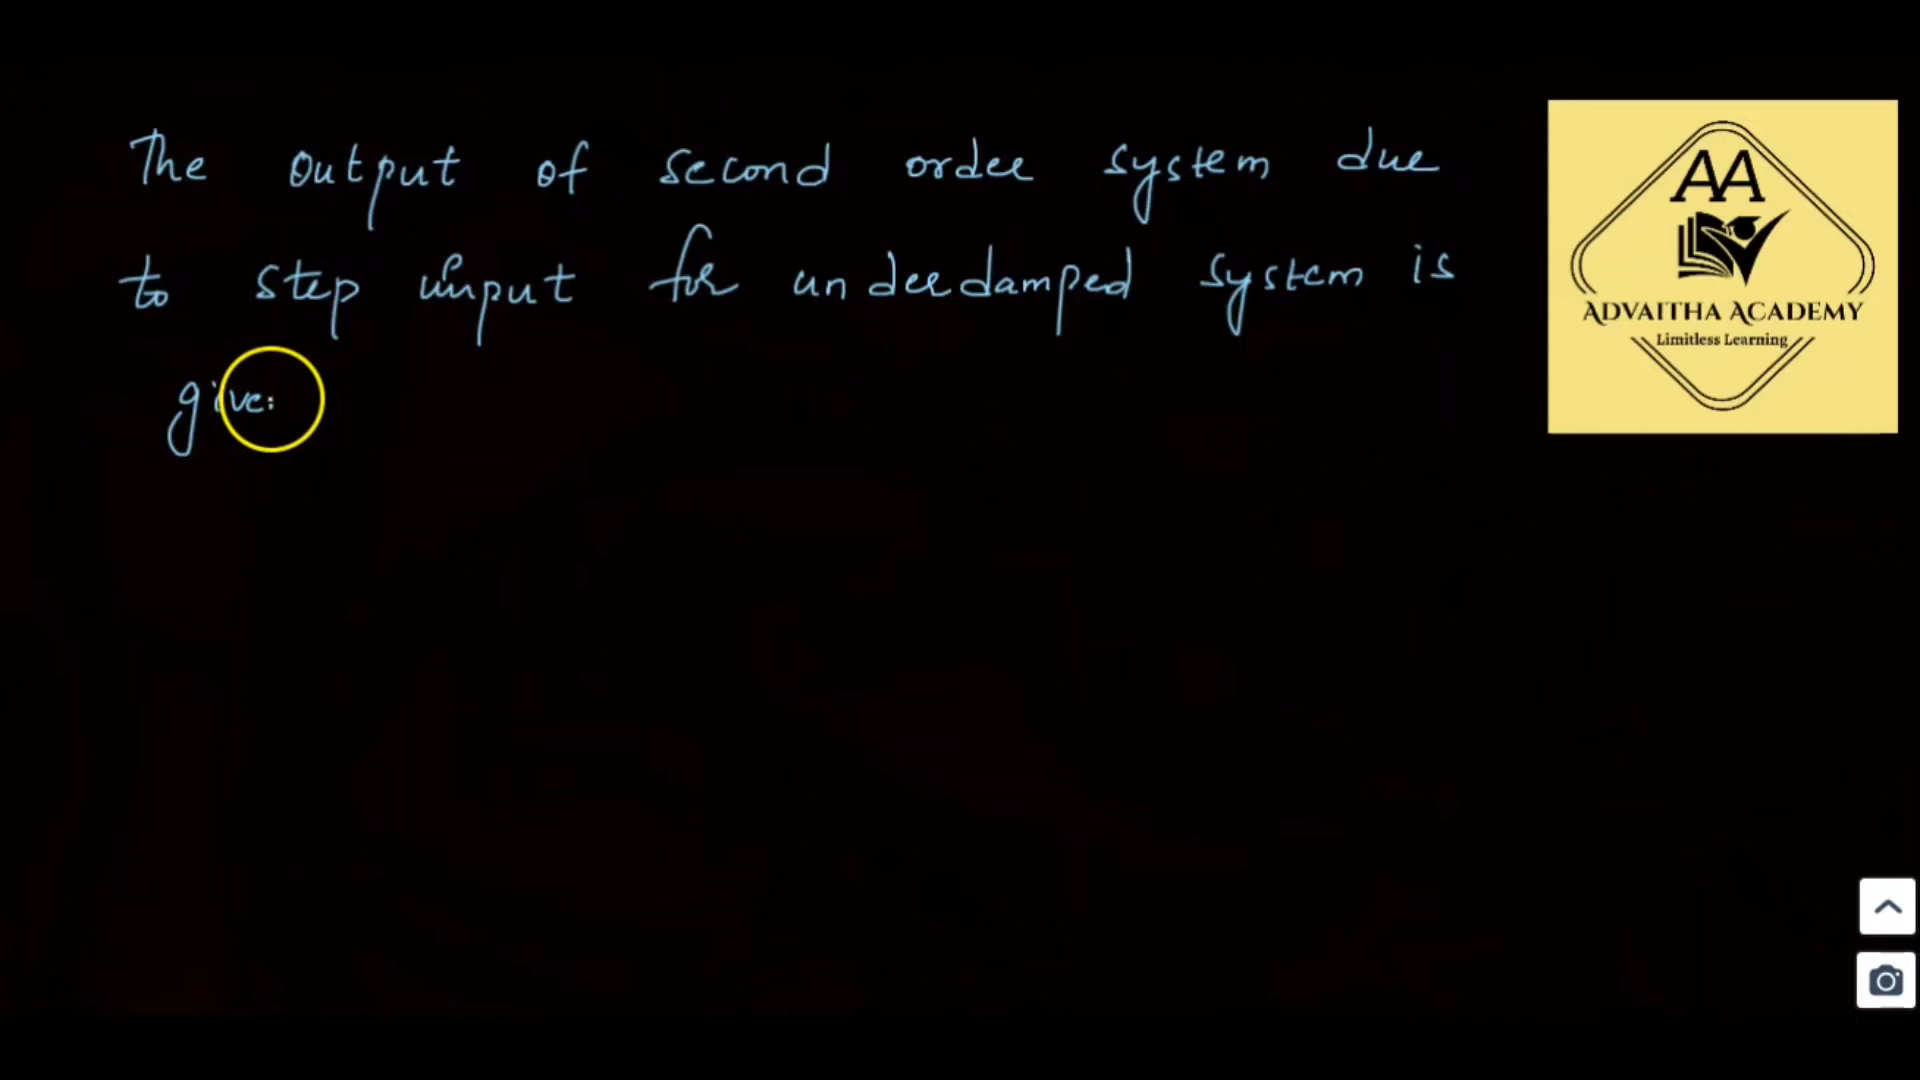 The output of second order system due
to step input for underdamped system is
give
AA
ADVAITHA ACADEMY
Limitless Learning